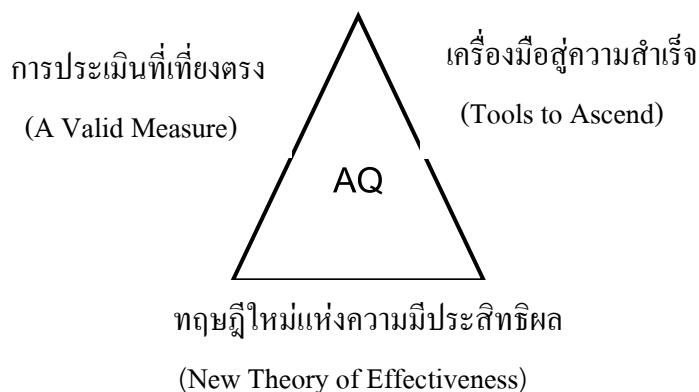 การประเมินที่เที่ยงตรง
(A Valid Measure)
เครื่องมือสู่ความสำเร็จ
(Tools to Ascend)
AQ
ทฤษฎีใหม่แห่งความมีประสิทธิผล
(New Theory of Effectiveness)